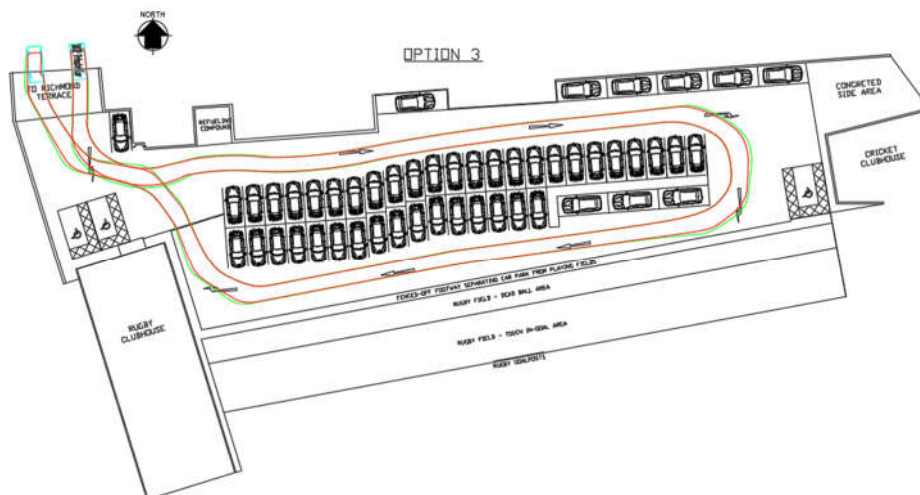 NORTH
OPTION 3
TO RICHMOND
TERRACE
REFUELING
COMPOUND
CONCRETED
SIDE AREA
CRICKET
CLUBHOUSE
FENCED-OFF FOOTWAY SEPARATING CAR PARK FROM PLAYING FIELDS
RUGBY FIELD - DEAD BALL AREA
RUGBY FIELD - TOUCH IN-GOAL AREA
RUGBY GOALPOSTS
RUGBY
CLUBHOUSE